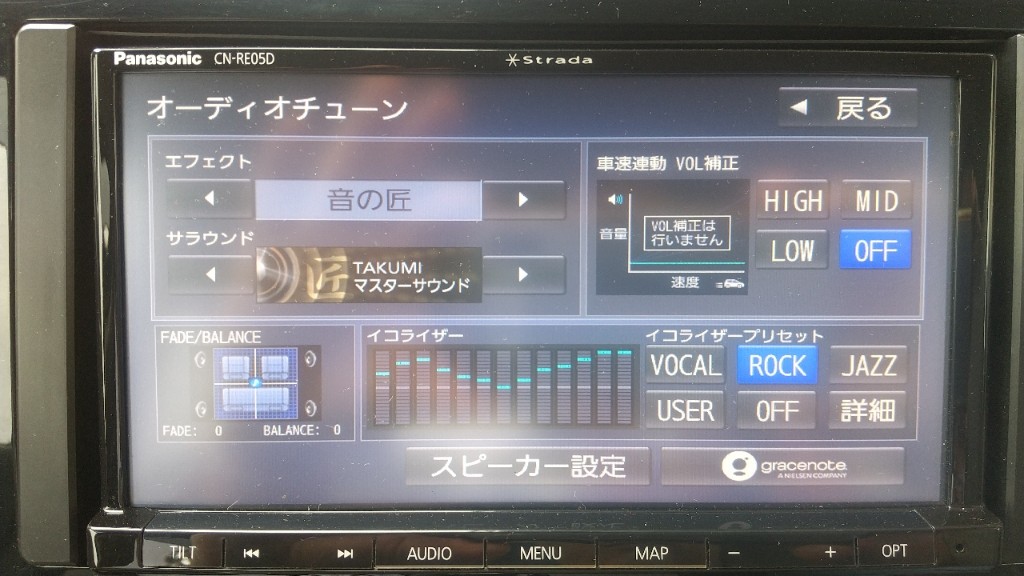 Panasonic CN-RE05D
Strada
オーディオチューン
◀ 戻る
エフェクト
音の匠
サラウンド
匠 TAKUMI
マスターサウンド
車速連動 VOL補正
音量
VOL補正は
行いません
速度
HIGH MID
LOW OFF
FADE/BALANCE
FADE: 0 BALANCE: 0
イコライザー
イコライザープリセット
VOCAL ROCK JAZZ
USER OFF 詳細
スピーカー設定
gracenote
A NIELSEN COMPANY
TILT AUDIO MENU MAP − + OPT